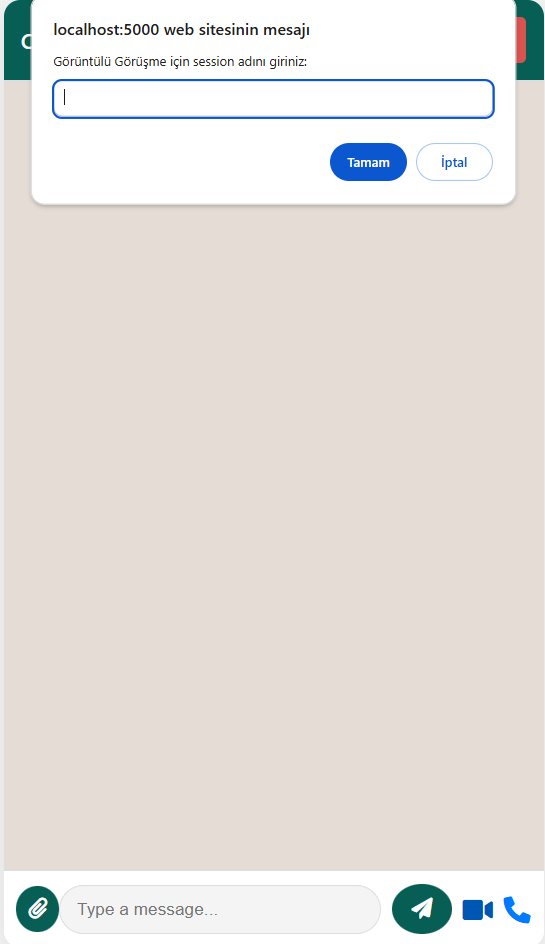 localhost:5000 web sitesinin mesajı
Görüntülü Görüşme için session adını giriniz:
Tamam
İptal
Type a message...